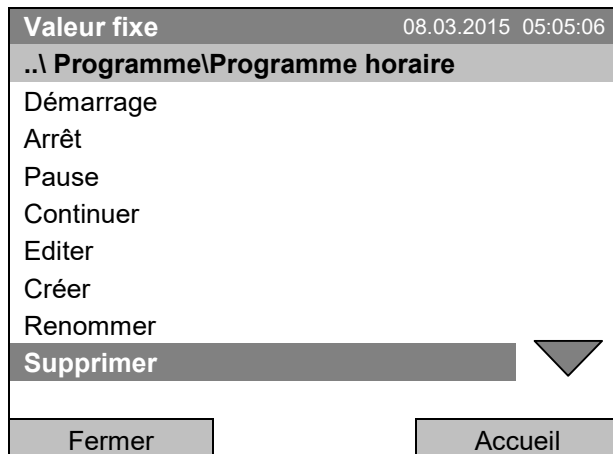 Valeur fixe 08.03.2015 05:05:06
..\ Programme\Programme horaire
Démarrage
Arrêt
Pause
Continuer
Editer
Créer
Renommer
Supprimer
Fermer Accueil